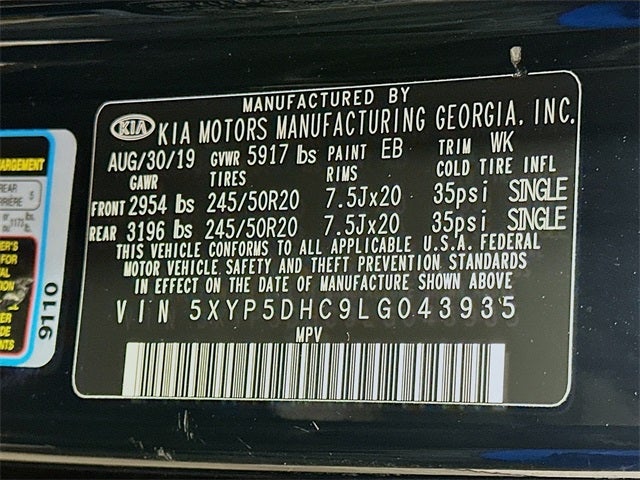 MANUFACTURED BY
KIA KIA MOTORS MANUFACTURING GEORGIA, INC.
AUG/30/19 GVWR 5917 lbs PAINT EB TRIM WK
GAWR TIRES RIMS COLD TIRE INFL
FRONT 2954 lbs 245/50R20 7.5Jx20 35psi SINGLE
REAR 3196 lbs 245/50R20 7.5Jx20 35psi SINGLE
THIS VEHICLE CONFORMS TO ALL APPLICABLE U.S.A. FEDERAL
MOTOR VEHICLE SAFETY AND THEFT PREVENTION STANDARDS
IN EFFECT ON THE DATE OF MANUFACTURE SHOWN ABOVE.
VIN 5XYP5DHC9LG043935
MPV
REAR 5
9110